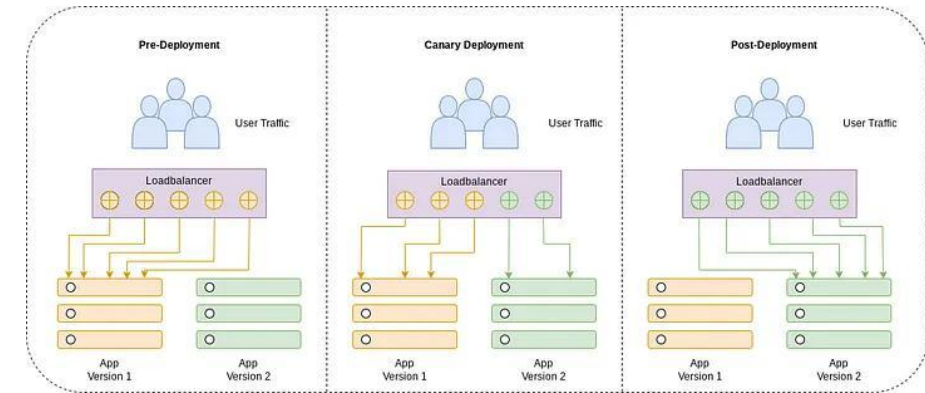 Pre-Deployment
Canary Deployment
Post-Deployment
User Traffic
User Traffic
User Traffic
Loadbalancer
Loadbalancer
Loadbalancer
App
Version 1
App
Version 2
App
Version 1
App
Version 2
App
Version 1
App
Version 2